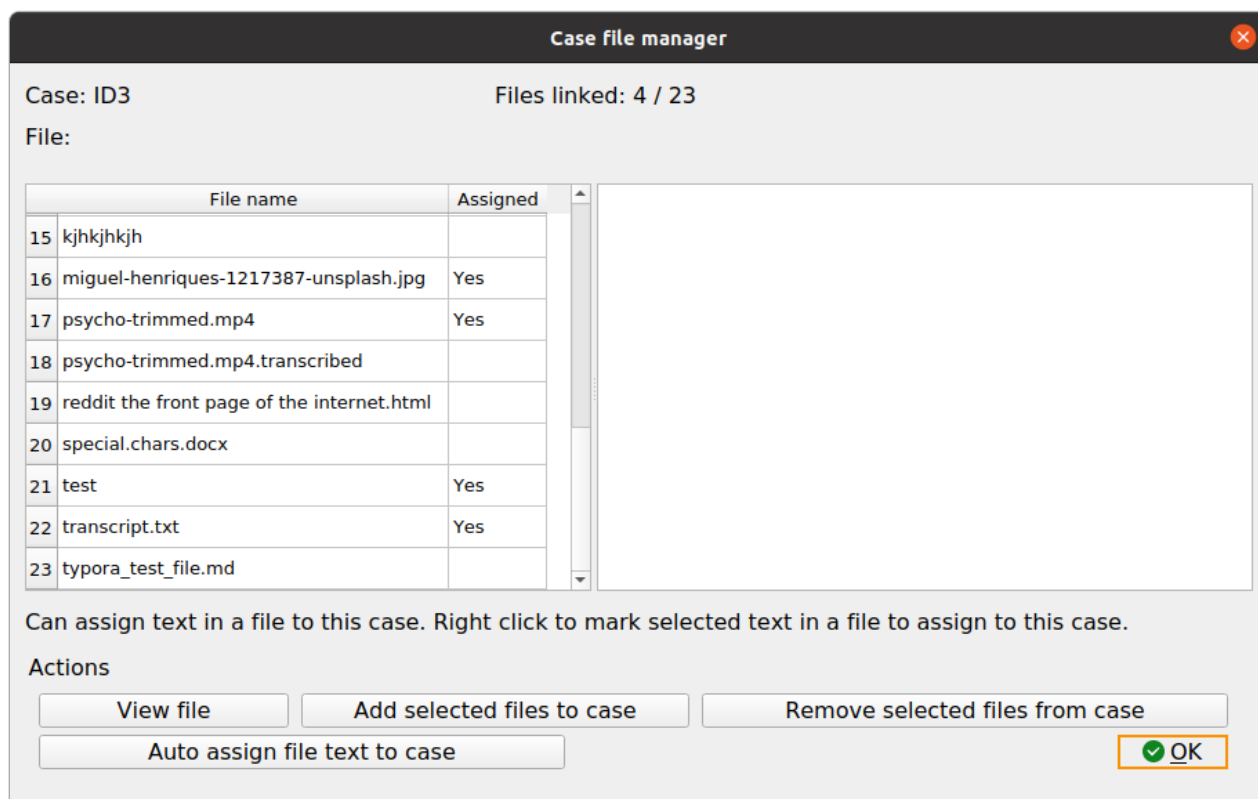 Case file manager
Case: ID3 Files linked: 4 / 23
File:
File name Assigned
15 kjhkjhkjh
16 miguel-henriques-1217387-unsplash.jpg Yes
17 psycho-trimmed.mp4 Yes
18 psycho-trimmed.mp4.transcribed
19 reddit the front page of the internet.html
20 special.chars.docx
21 test Yes
22 transcript.txt Yes
23 typora_test_file.md
Can assign text in a file to this case. Right click to mark selected text in a file to assign to this case.
Actions
View file Add selected files to case Remove selected files from case
Auto assign file text to case OK